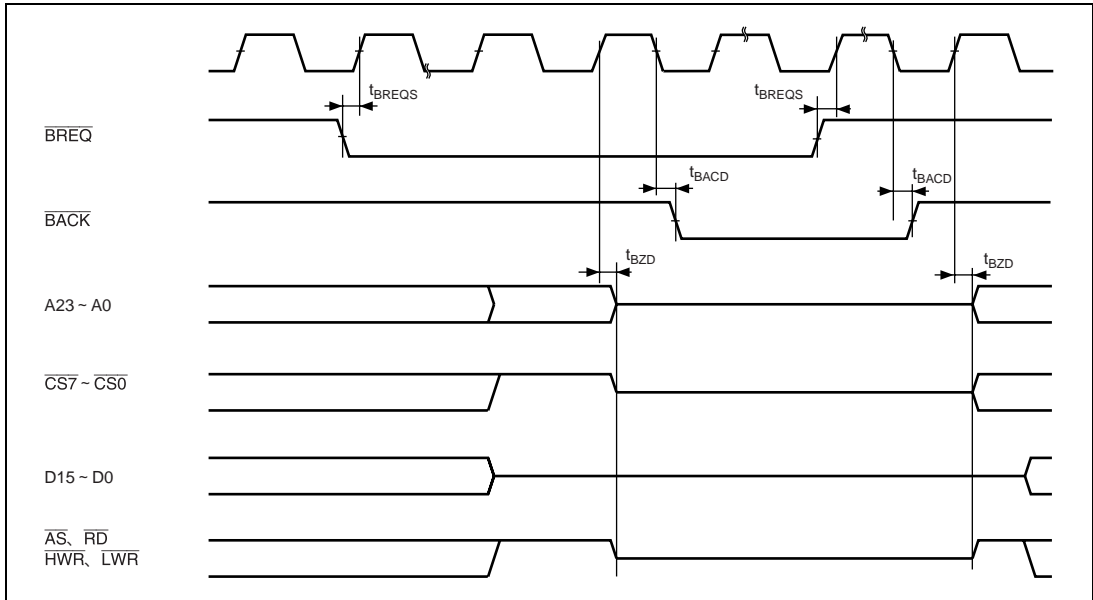 tBREQS
tBREQS
BREQ
tBACD
tBACD
BACK
tBZD
tBZD
A23 ~ A0
CS7 ~ CS0
D15 ~ D0
AS、RD
HWR、LWR